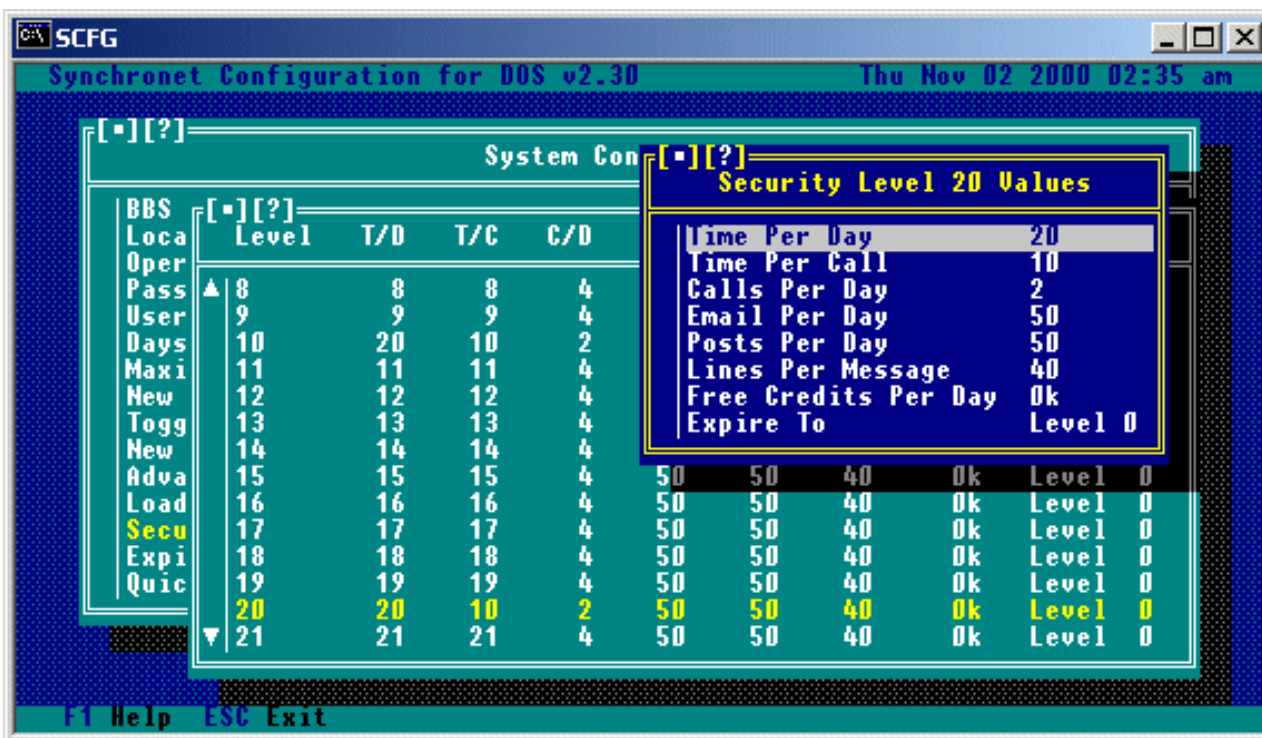 SCFG
Synchronet Configuration for DOS v2.30 Thu Nov 02 2000 02:35 am
[▪][?]
System Con
[▪][?]
Security Level 20 Values
BBS
[▪][?]
Loca Level T/D T/C C/D Time Per Day 20
Oper Time Per Call 10
Pass ▲ 8 8 8 4 Calls Per Day 2
User 9 9 9 4 Email Per Day 50
Days 10 20 10 2 Posts Per Day 50
Maxi 11 11 11 4 Lines Per Message 40
New 12 12 12 4 Free Credits Per Day 0k
Togg 13 13 13 4 Expire To Level 0
New 14 14 14 4
Adva 15 15 15 4 50 50 40 0k Level 0
Load 16 16 16 4 50 50 40 0k Level 0
Secu 17 17 17 4 50 50 40 0k Level 0
Expi 18 18 18 4 50 50 40 0k Level 0
Quic 19 19 19 4 50 50 40 0k Level 0
20 20 10 2 50 50 40 0k Level 0
▼ 21 21 21 4 50 50 40 0k Level 0
F1 Help ESC Exit